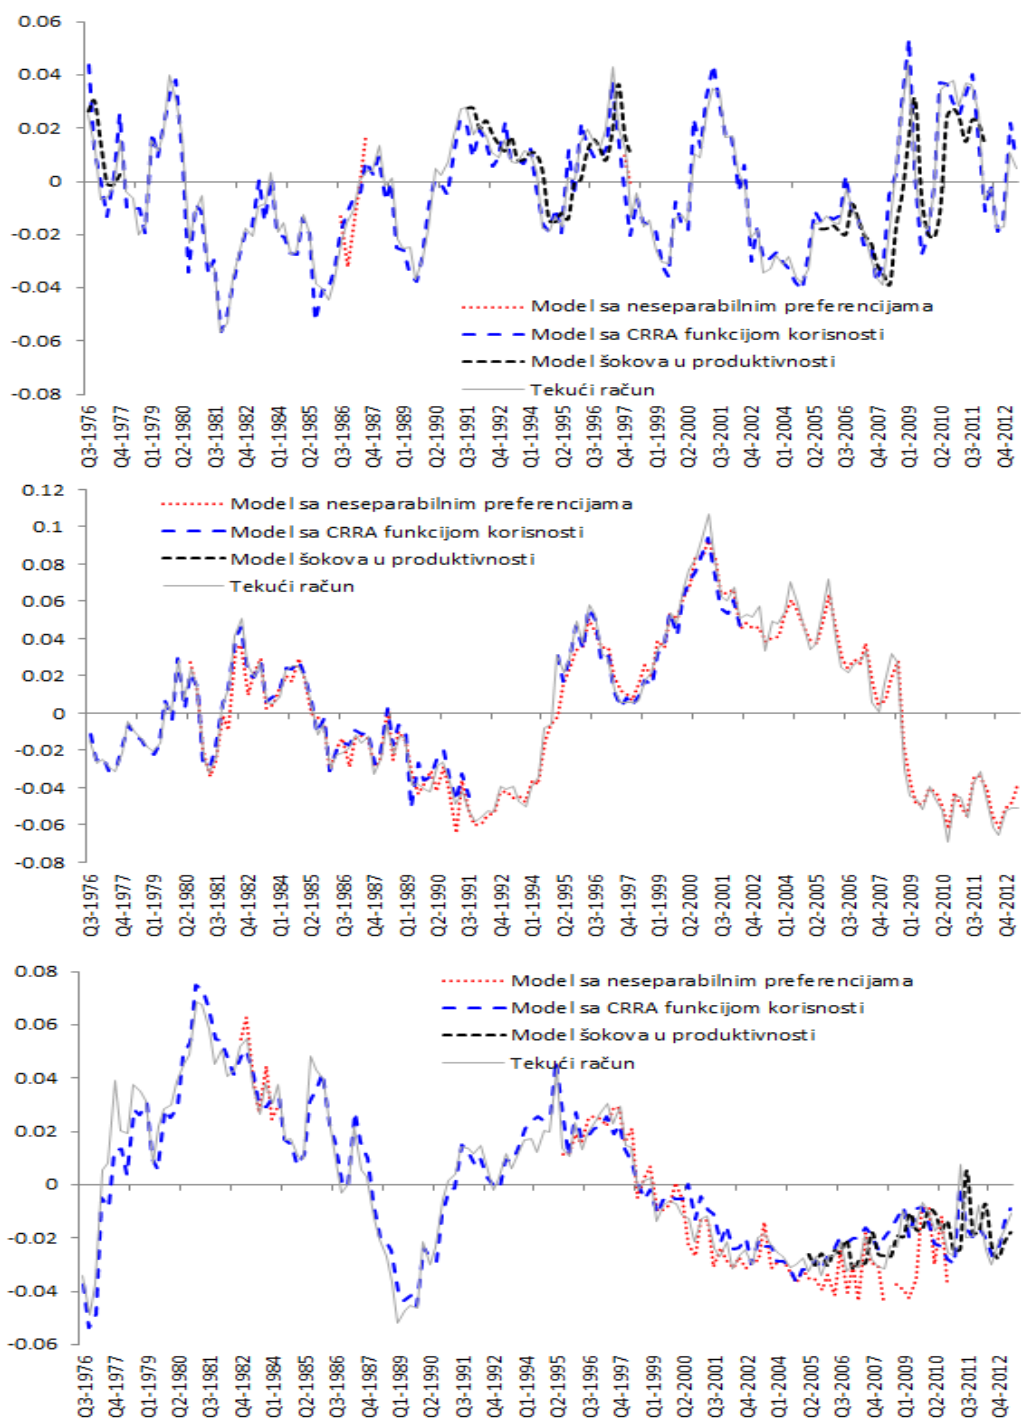 0.06
0.04
0.02
0
-0.02
-0.04
-0.06
-0.08
Model sa neseparabilnim preferencijama
Model sa CRRA funkcijom korisnosti
Model šokova u produktivnosti
Tekući račun
Q3-1976
Q4-1977
Q1-1979
Q2-1980
Q3-1981
Q4-1982
Q1-1984
Q2-1985
Q3-1986
Q4-1987
Q1-1989
Q2-1990
Q3-1991
Q4-1992
Q1-1994
Q2-1995
Q3-1996
Q4-1997
Q1-1999
Q2-2000
Q3-2001
Q4-2002
Q1-2004
Q2-2005
Q3-2006
Q4-2007
Q1-2009
Q2-2010
Q3-2011
Q4-2012
0.12
0.1
0.08
0.06
0.04
0.02
0
-0.02
-0.04
-0.06
-0.08
Model sa neseparabilnim preferencijama
Model sa CRRA funkcijom korisnosti
Model šokova u produktivnosti
Tekući račun
Q3-1976
Q4-1977
Q1-1979
Q2-1980
Q3-1981
Q4-1982
Q1-1984
Q2-1985
Q3-1986
Q4-1987
Q1-1989
Q2-1990
Q3-1991
Q4-1992
Q1-1994
Q2-1995
Q3-1996
Q4-1997
Q1-1999
Q2-2000
Q3-2001
Q4-2002
Q1-2004
Q2-2005
Q3-2006
Q4-2007
Q1-2009
Q2-2010
Q3-2011
Q4-2012
0.08
0.06
0.04
0.02
0
-0.02
-0.04
-0.06
Model sa neseparabilnim preferencijama
Model sa CRRA funkcijom korisnosti
Model šokova u produktivnosti
Tekući račun
Q3-1976
Q4-1977
Q1-1979
Q2-1980
Q3-1981
Q4-1982
Q1-1984
Q2-1985
Q3-1986
Q4-1987
Q1-1989
Q2-1990
Q3-1991
Q4-1992
Q1-1994
Q2-1995
Q3-1996
Q4-1997
Q1-1999
Q2-2000
Q3-2001
Q4-2002
Q1-2004
Q2-2005
Q3-2006
Q4-2007
Q1-2009
Q2-2010
Q3-2011
Q4-2012